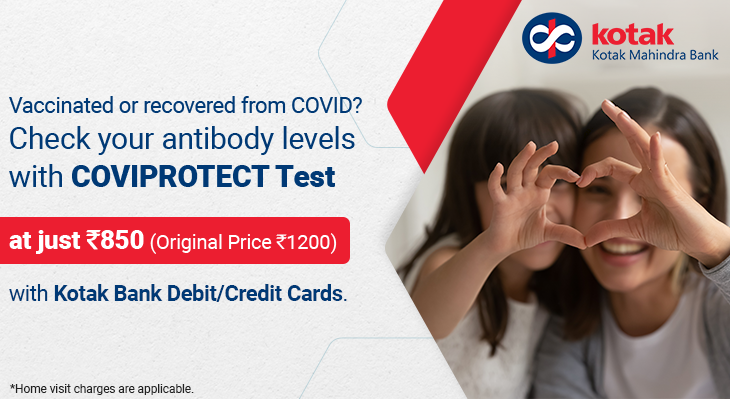 kotak
Kotak Mahindra Bank
Vaccinated or recovered from COVID?
Check your antibody levels
with COVIPROTECT Test
at just ₹850 (Original Price ₹1200)
with Kotak Bank Debit/Credit Cards.
*Home visit charges are applicable.